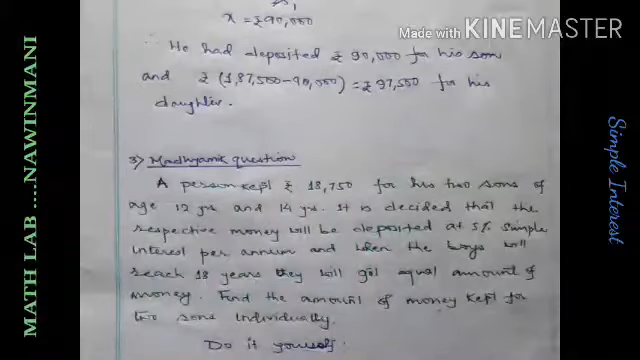 x = ₹90,000
Made with KINEMASTER
∴ He had deposited ₹ 90,000 for his son
and ₹ (1,87,500-90,000) = ₹ 97,500 for his
daughter.
3) Madhyamik question
A person kept ₹ 18,750 for his two sons of
age 12 yrs and 14 yrs. It is decided that the
respective money will be deposited at 5% simple
interest per annum and when the boys will
reach 18 years they will get equal amount of
money. Find the amount of money kept for
two sons individually.
Do it yourself.
MATH LAB ....NAWINMANI
Simple Interest